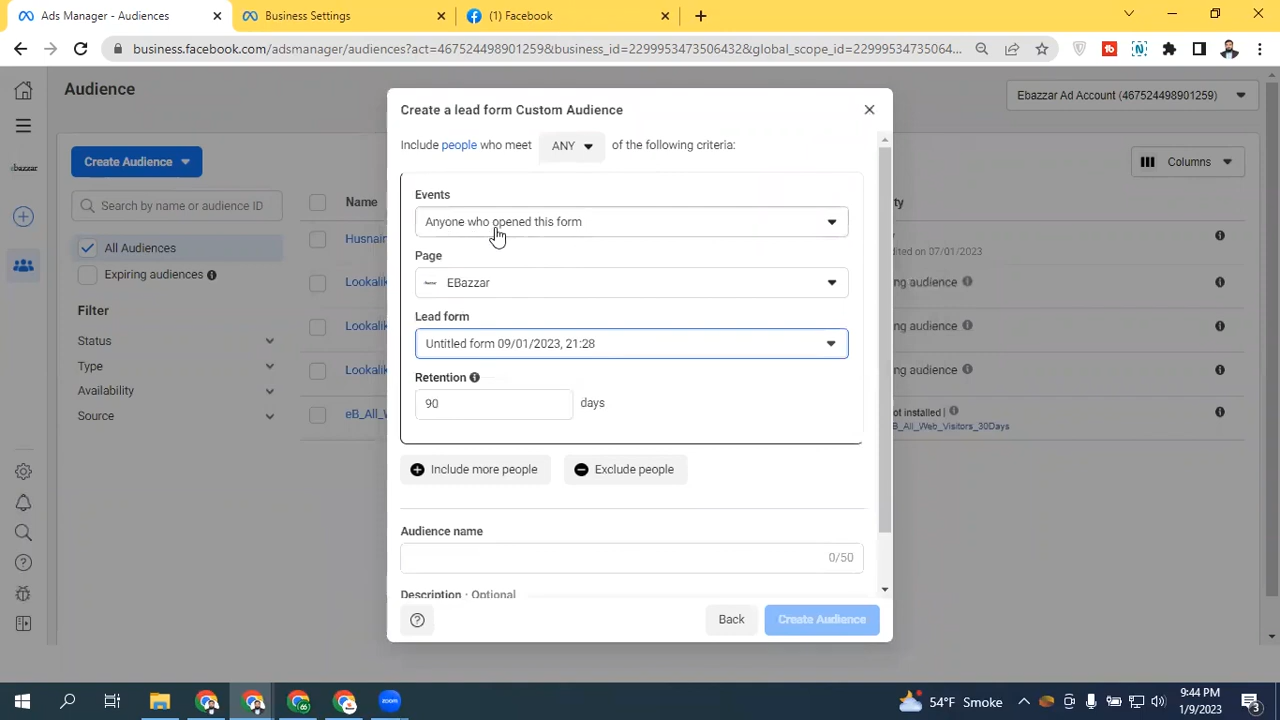 Ads Manager - Audiences
Business Settings
(1) Facebook
business.facebook.com/adsmanager/audiences?act=467524498901259&business_id=2299953473506432&global_scope_id=22999534735064...
Audience
Ebazzar Ad Account (467524498901259)
Create Audience
Columns
Search by name or audience ID
Name
All Audiences
Expiring audiences
Filter
Status
Type
Availability
Source
Husnain
Lookalik
Lookalik
Lookalik
eB_All_W
Create a lead form Custom Audience
Include people who meet ANY of the following criteria:
Events
Anyone who opened this form
Page
EBazzar
Lead form
Untitled form 09/01/2023, 21:28
Retention
90 days
Include more people
Exclude people
Audience name
0/50
Description · Optional
Back
Create Audience
ity
dited on 07/01/2023
ng audience
ng audience
ng audience
ot installed |
B_All_Web_Visitors_30Days
ebazzar
zoom
54°F Smoke
9:44 PM
1/9/2023
3